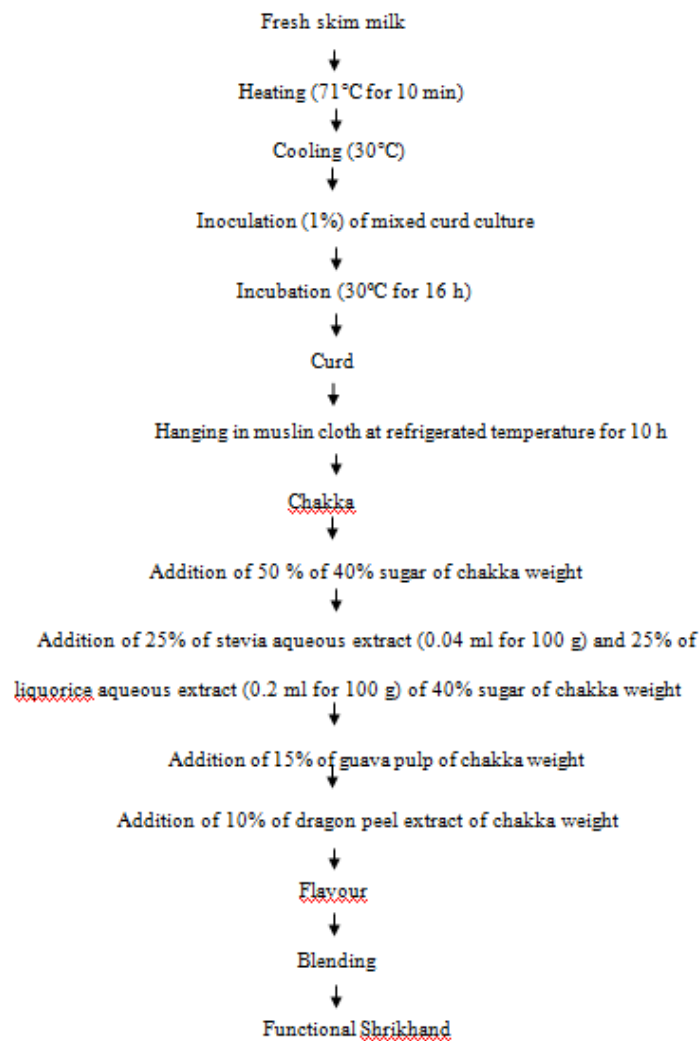 Fresh skim milk
Heating (71°C for 10 min)
Cooling (30°C)
Inoculation (1%) of mixed curd culture
Incubation (30°C for 16 h)
Curd
Hanging in muslin cloth at refrigerated temperature for 10 h
Chakka
Addition of 50 % of 40% sugar of chakka weight
Addition of 25% of stevia aqueous extract (0.04 ml for 100 g) and 25% of
liquorice aqueous extract (0.2 ml for 100 g) of 40% sugar of chakka weight
Addition of 15% of guava pulp of chakka weight
Addition of 10% of dragon peel extract of chakka weight
Flavour
Blending
Functional Shrikhand